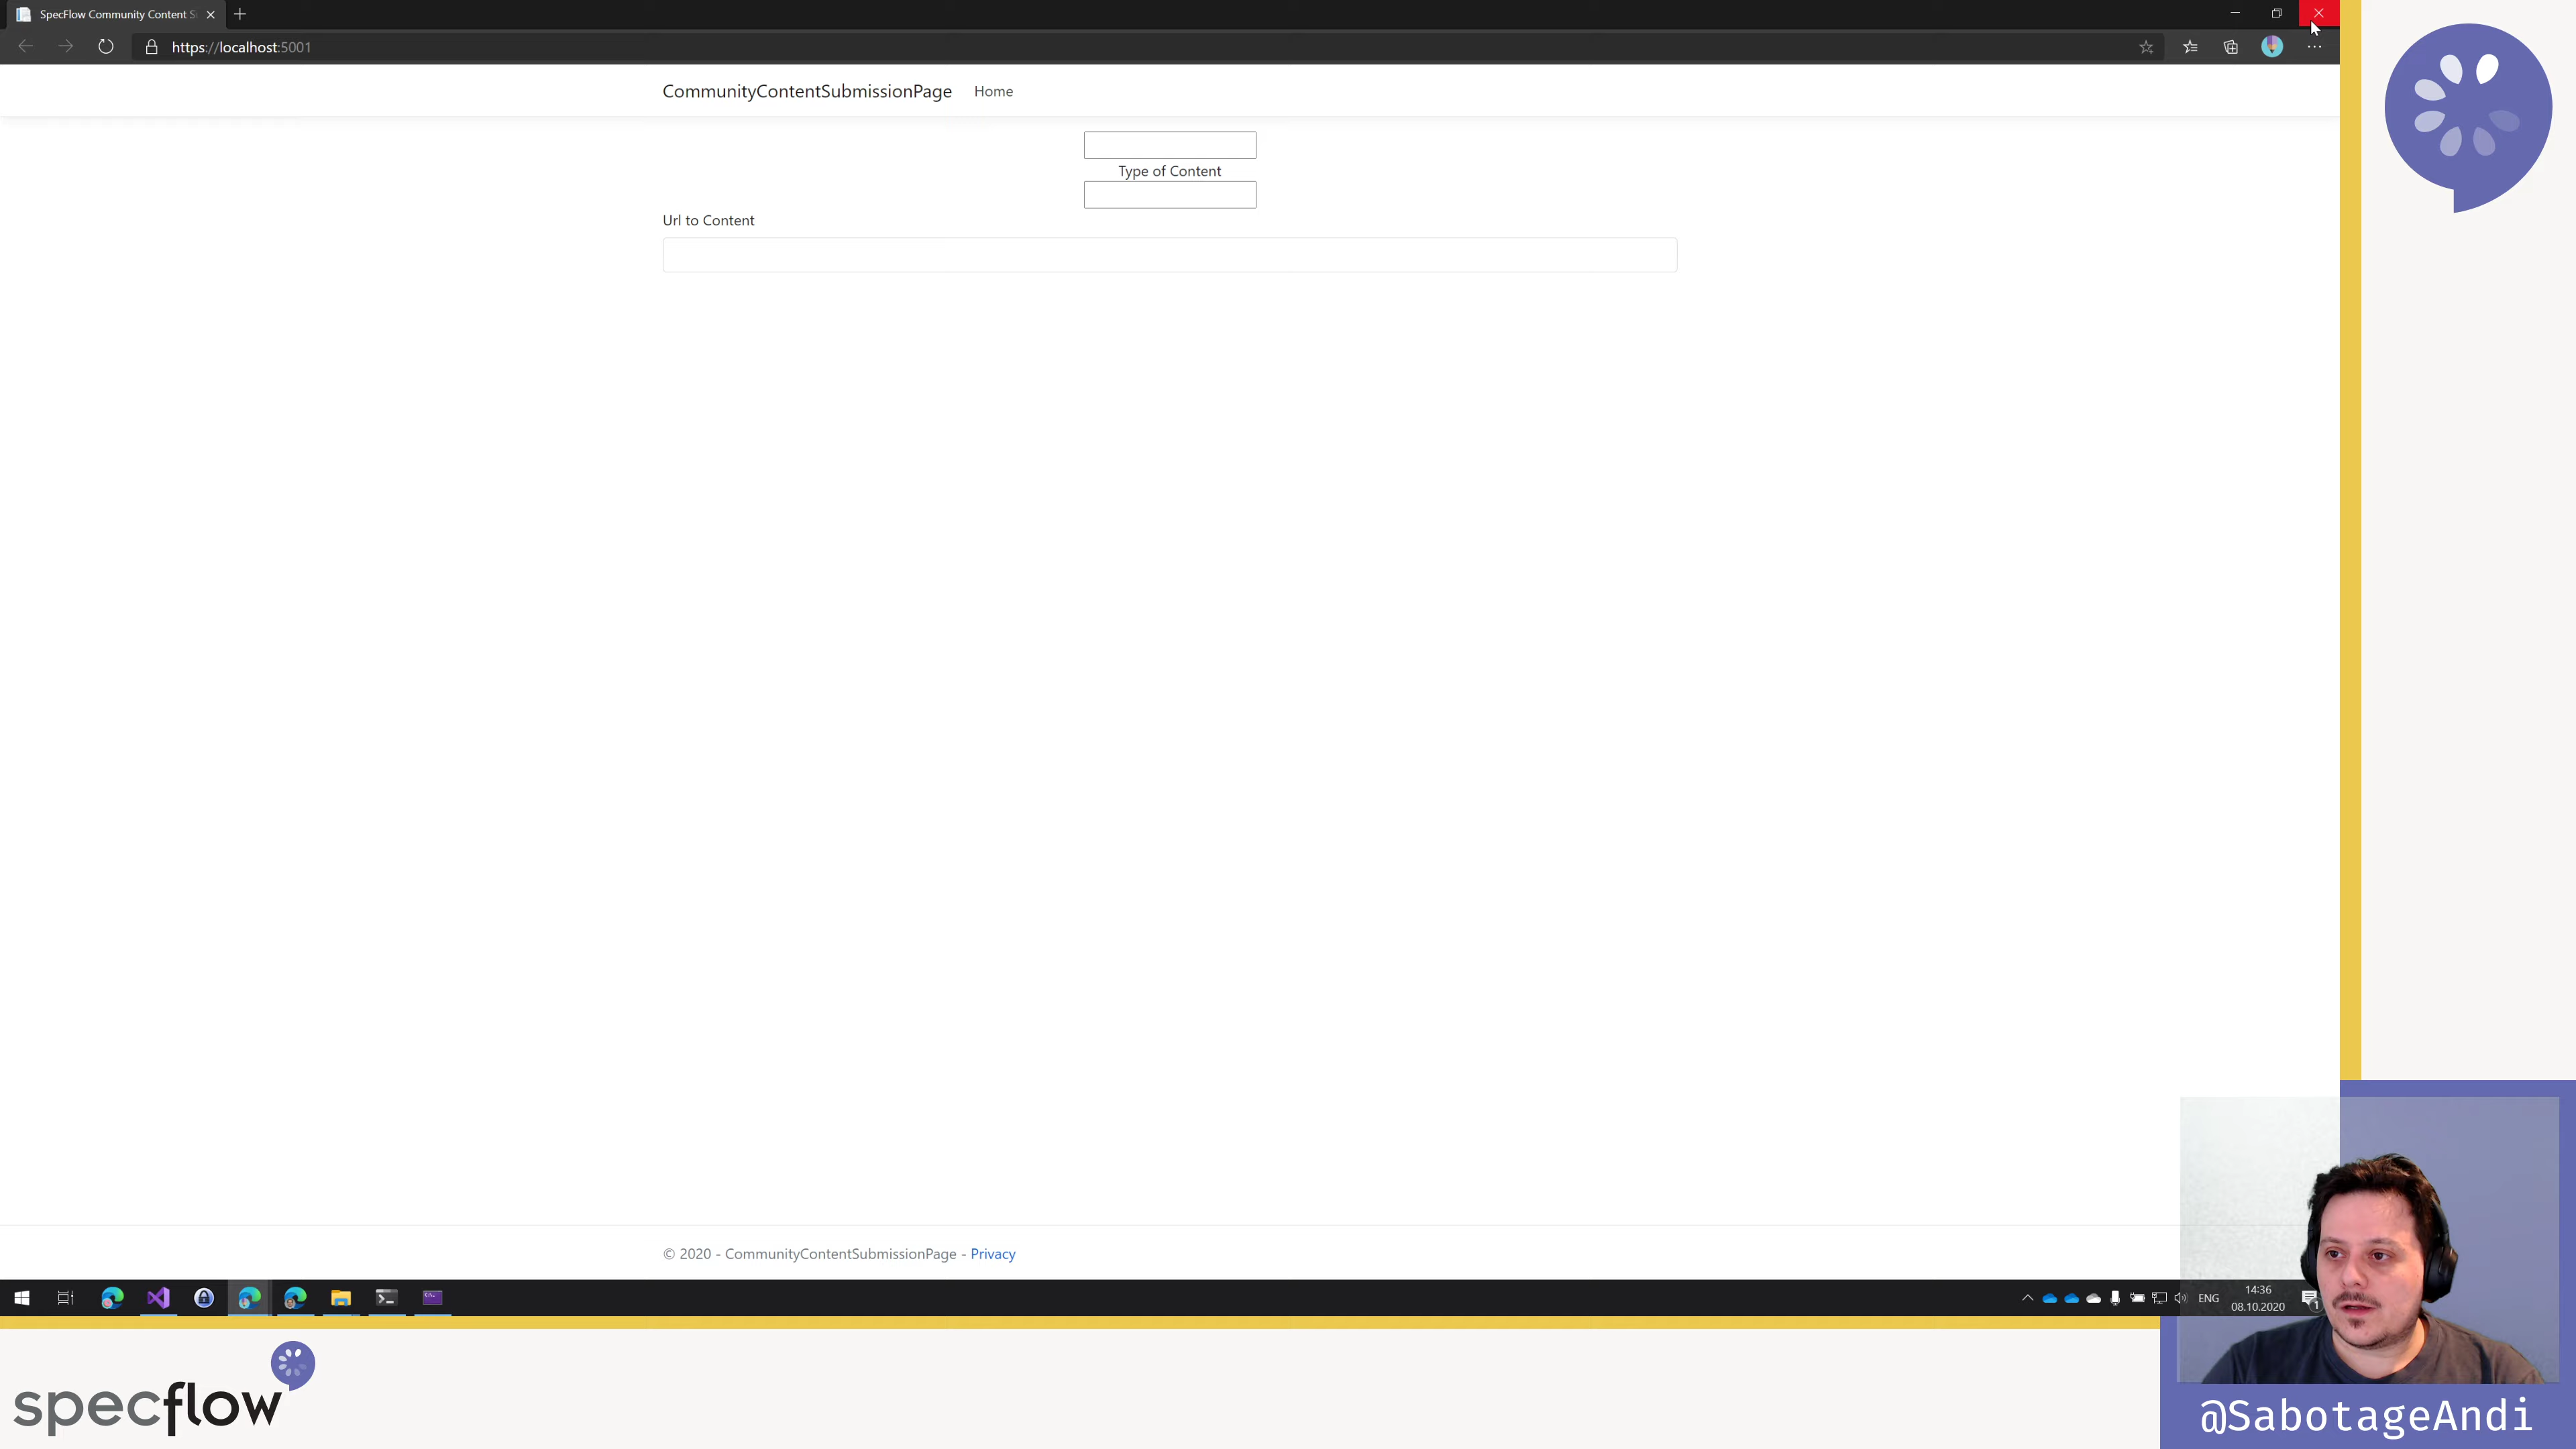 SpecFlow Community Content S
https://localhost:5001
CommunityContentSubmissionPage Home
Type of Content
Url to Content
© 2020 - CommunityContentSubmissionPage - Privacy
ENG
14:36
08.10.2020
1
specflow
@SabotageAndi